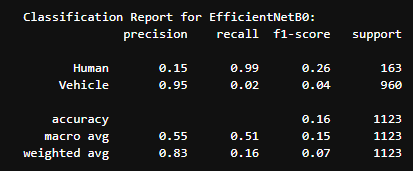 Classification Report for EfficientNetB0:
precision recall f1-score support
Human 0.15 0.99 0.26 163
Vehicle 0.95 0.02 0.04 960
accuracy 0.16 1123
macro avg 0.55 0.51 0.15 1123
weighted avg 0.83 0.16 0.07 1123